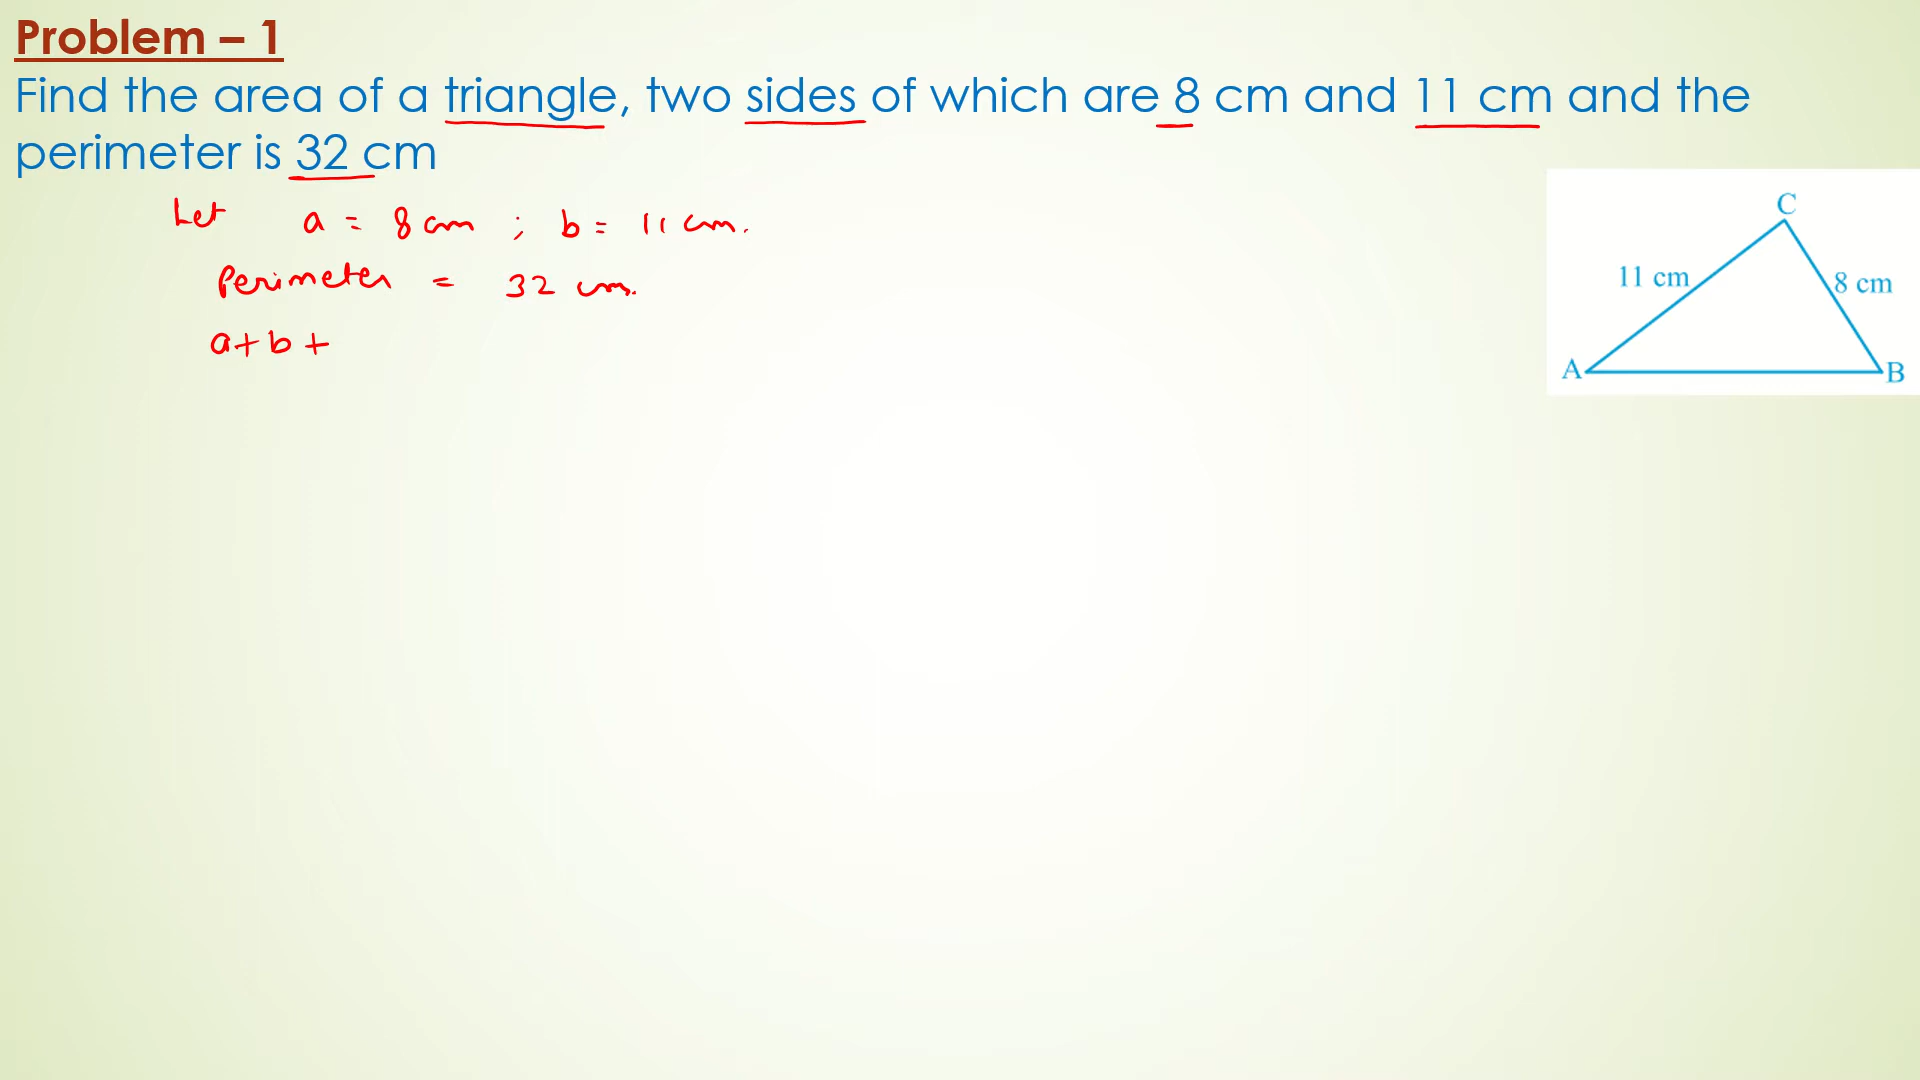 Problem – 1
Find the area of a triangle, two sides of which are 8 cm and 11 cm and the
perimeter is 32 cm
Let a = 8 cm ; b = 11 cm.
Perimeter = 32 cm.
a + b +
C
11 cm
8 cm
A
B